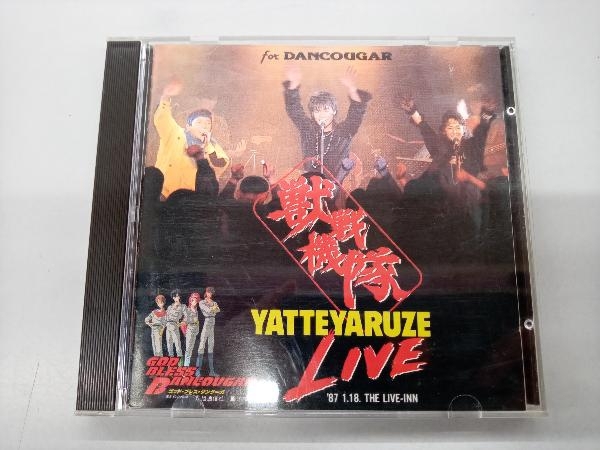 for DANCOUGAR
獣戦機隊
YATTEYARUZE
LIVE
GOD
BLESS
DANCOUGAR
ゴッド・ブレス・ダンクーガ
'87 1.18. THE LIVE-INN